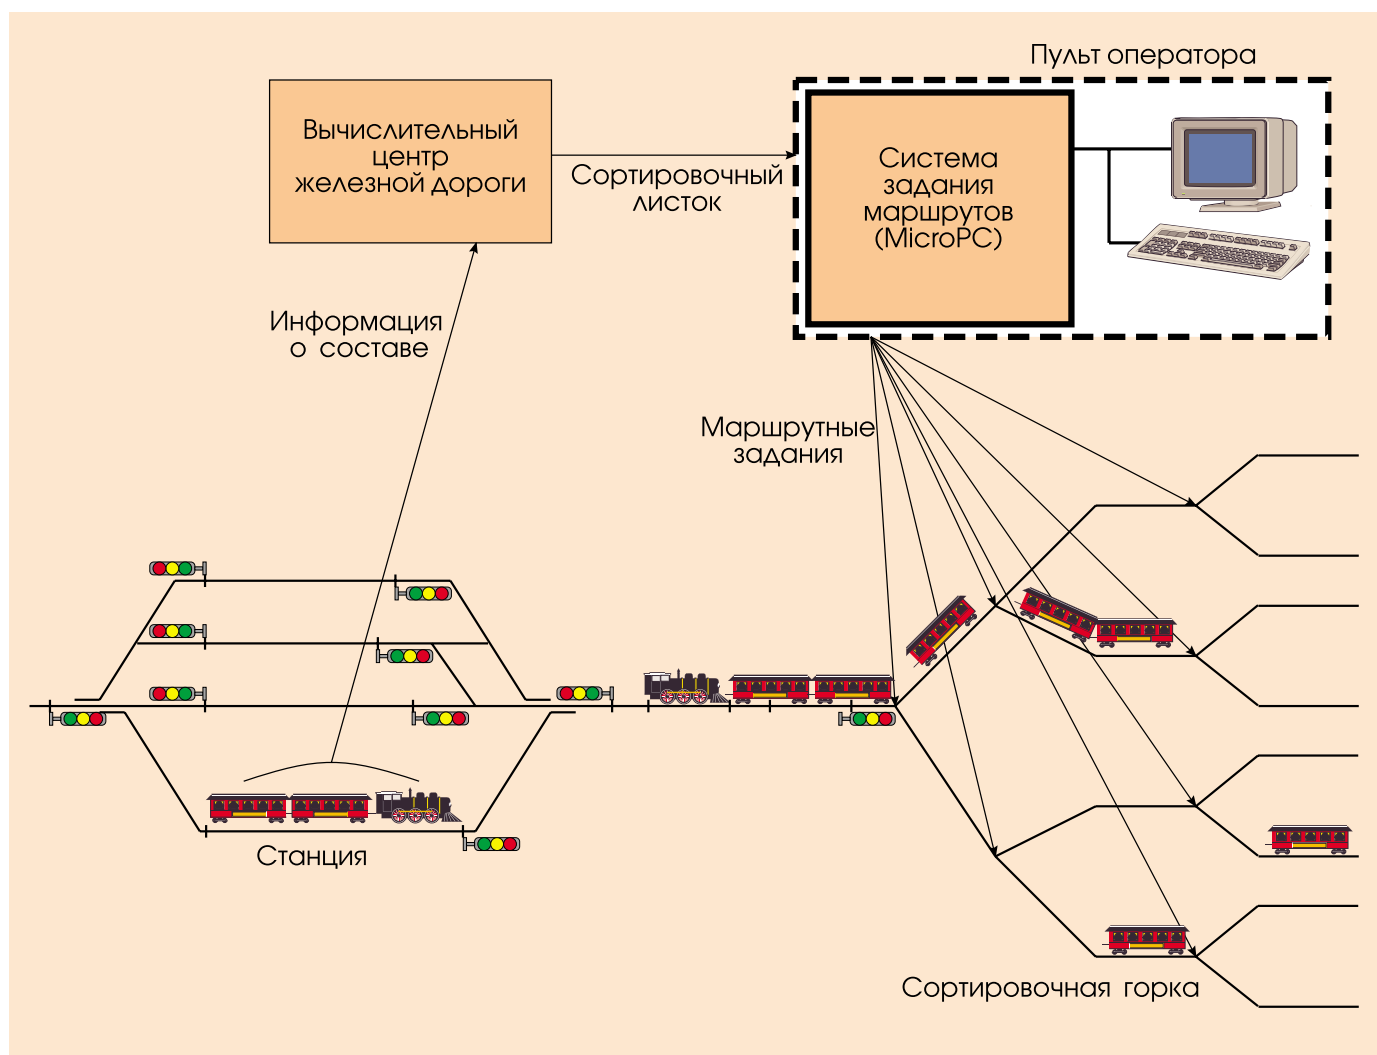 Пульт оператора
Вычислительный
центр
железной дороги
Сортировочный
листок
Система
задания
маршрутов
(MicroPC)
Информация
о составе
Маршрутные
задания
Станция
Сортировочная горка